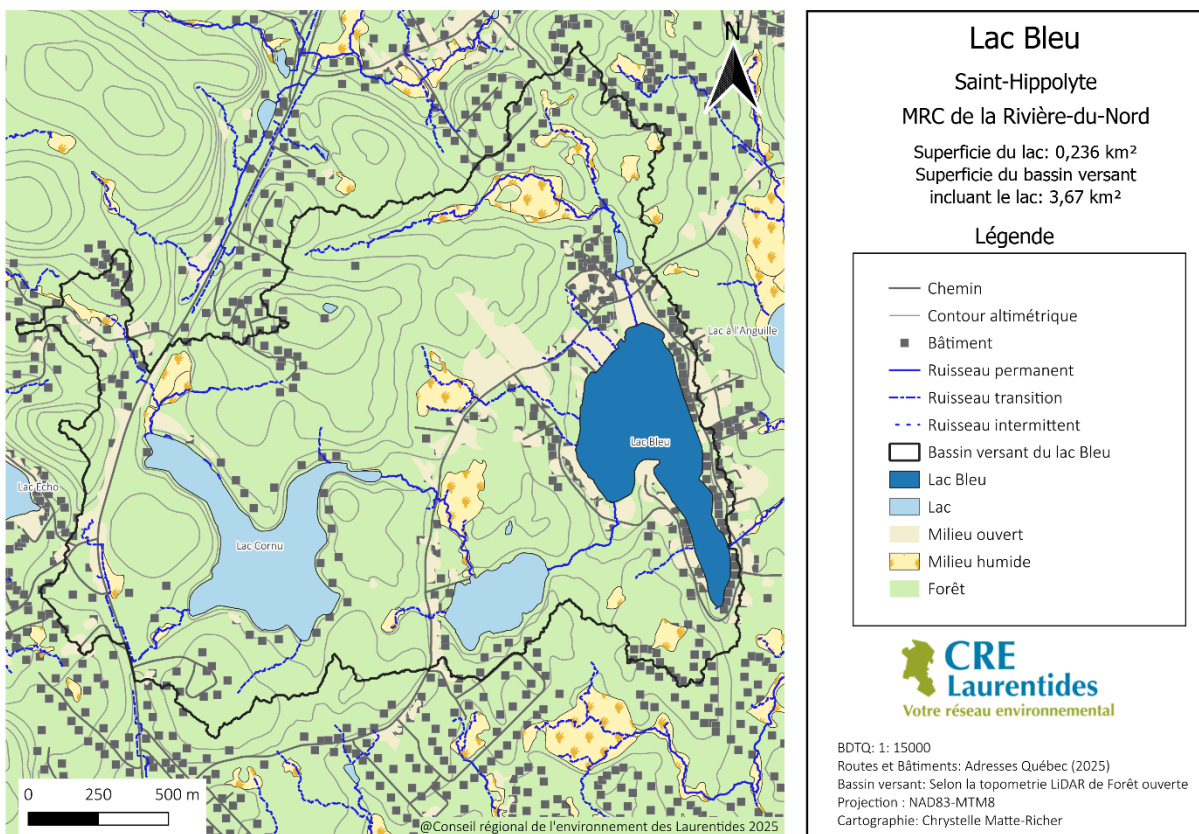 N
Lac à l'Anguille
Lac Bleu
Lac Écho
Lac Cornu
0 250 500 m
@Conseil régional de l'environnement des Laurentides 2025
Lac Bleu
Saint-Hippolyte
MRC de la Rivière-du-Nord
Superficie du lac: 0,236 km²
Superficie du bassin versant
incluant le lac: 3,67 km²
Légende
Chemin
Contour altimétrique
Bâtiment
Ruisseau permanent
Ruisseau transition
Ruisseau intermittent
Bassin versant du lac Bleu
Lac Bleu
Lac
Milieu ouvert
Milieu humide
Forêt
CRE
Laurentides
Votre réseau environnemental
BDTQ: 1: 15000
Routes et Bâtiments: Adresses Québec (2025)
Bassin versant: Selon la topometrie LiDAR de Forêt ouverte
Projection : NAD83-MTM8
Cartographie: Chrystelle Matte-Richer